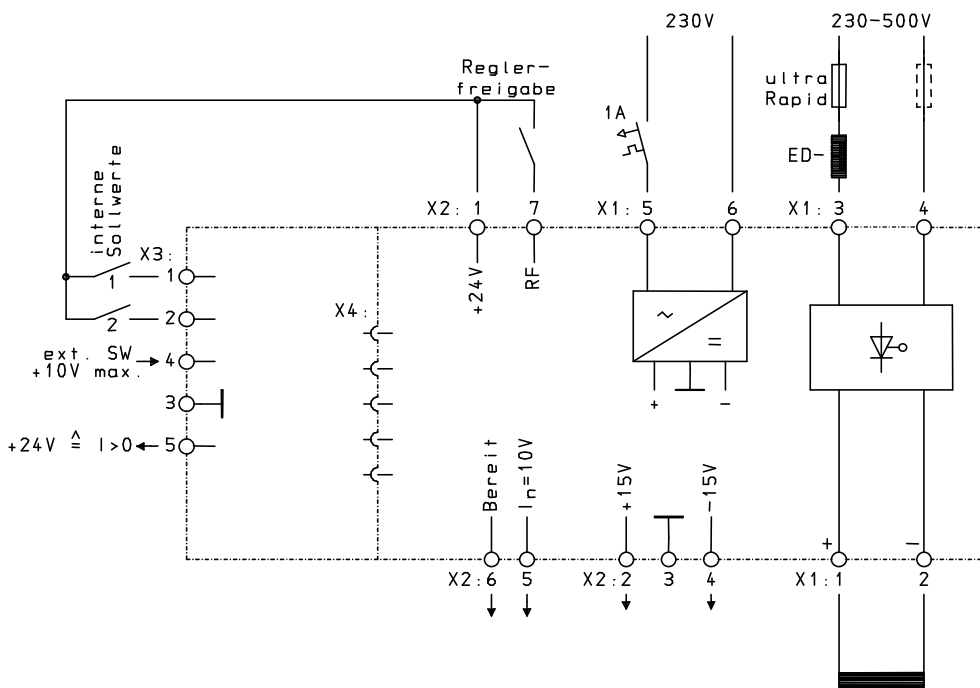 230V 230-500V
Regler-
freigabe
ultra
Rapid
1A
ED-
interne
Sollwerte
X2: 1 7 X1: 5 6 X1: 3 4
X3:
1
1
+24V
RF
X4:
2
2
~
=
ext. SW
+10V max.
4
3
+ -
+24V ≙ I>0 5
Bereit
In=10V
+15V
-15V
+ -
X2: 6 5 X2: 2 3 4 X1: 1 2